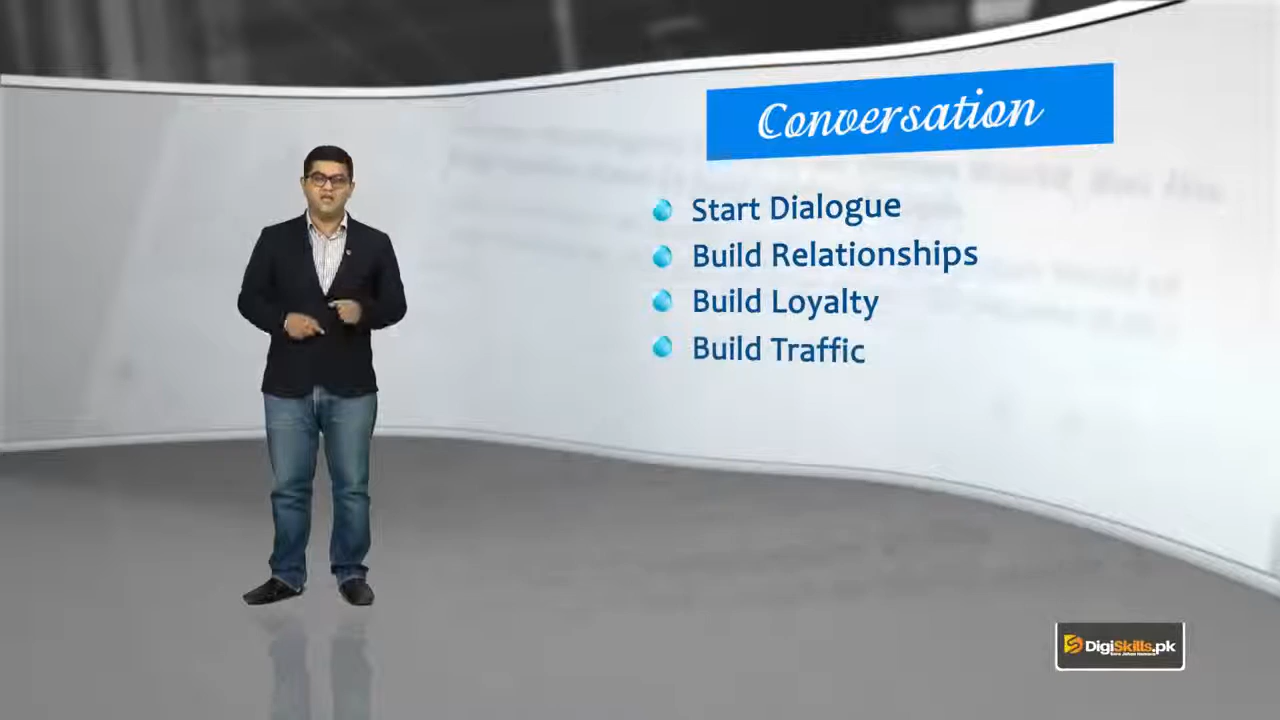 Conversation
Start Dialogue
Build Relationships
Build Loyalty
Build Traffic
DigiSkills.pk